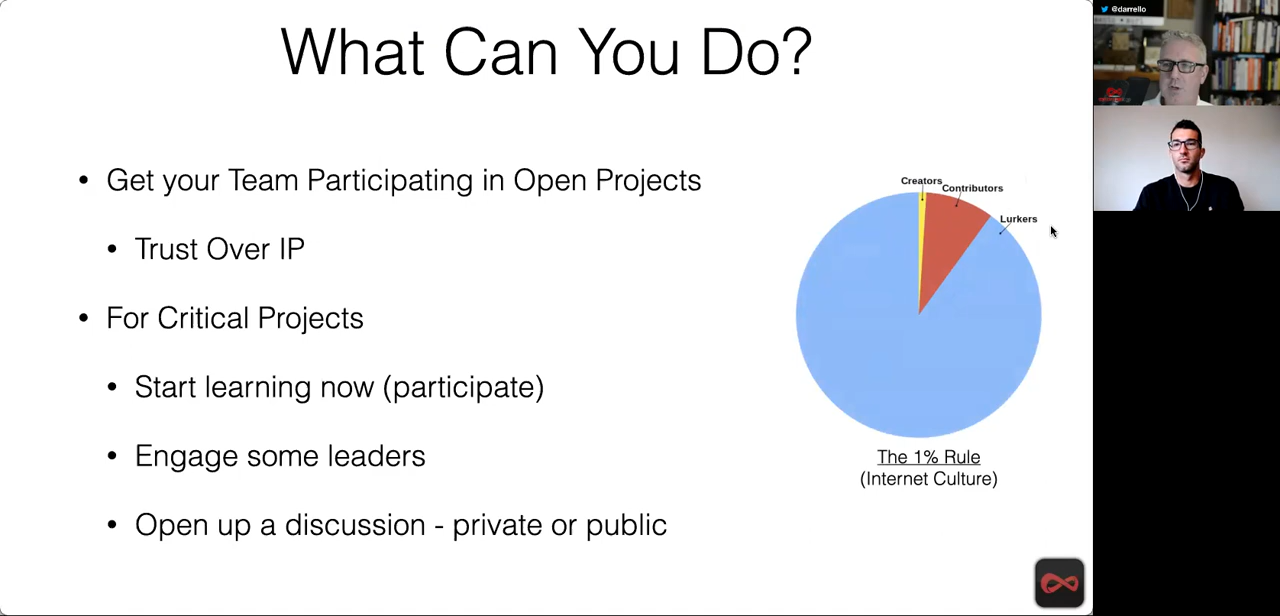 What Can You Do?
• Get your Team Participating in Open Projects
• Trust Over IP
• For Critical Projects
• Start learning now (participate)
• Engage some leaders
• Open up a discussion - private or public
Creators
Contributors
Lurkers
The 1% Rule
(Internet Culture)
@darrello